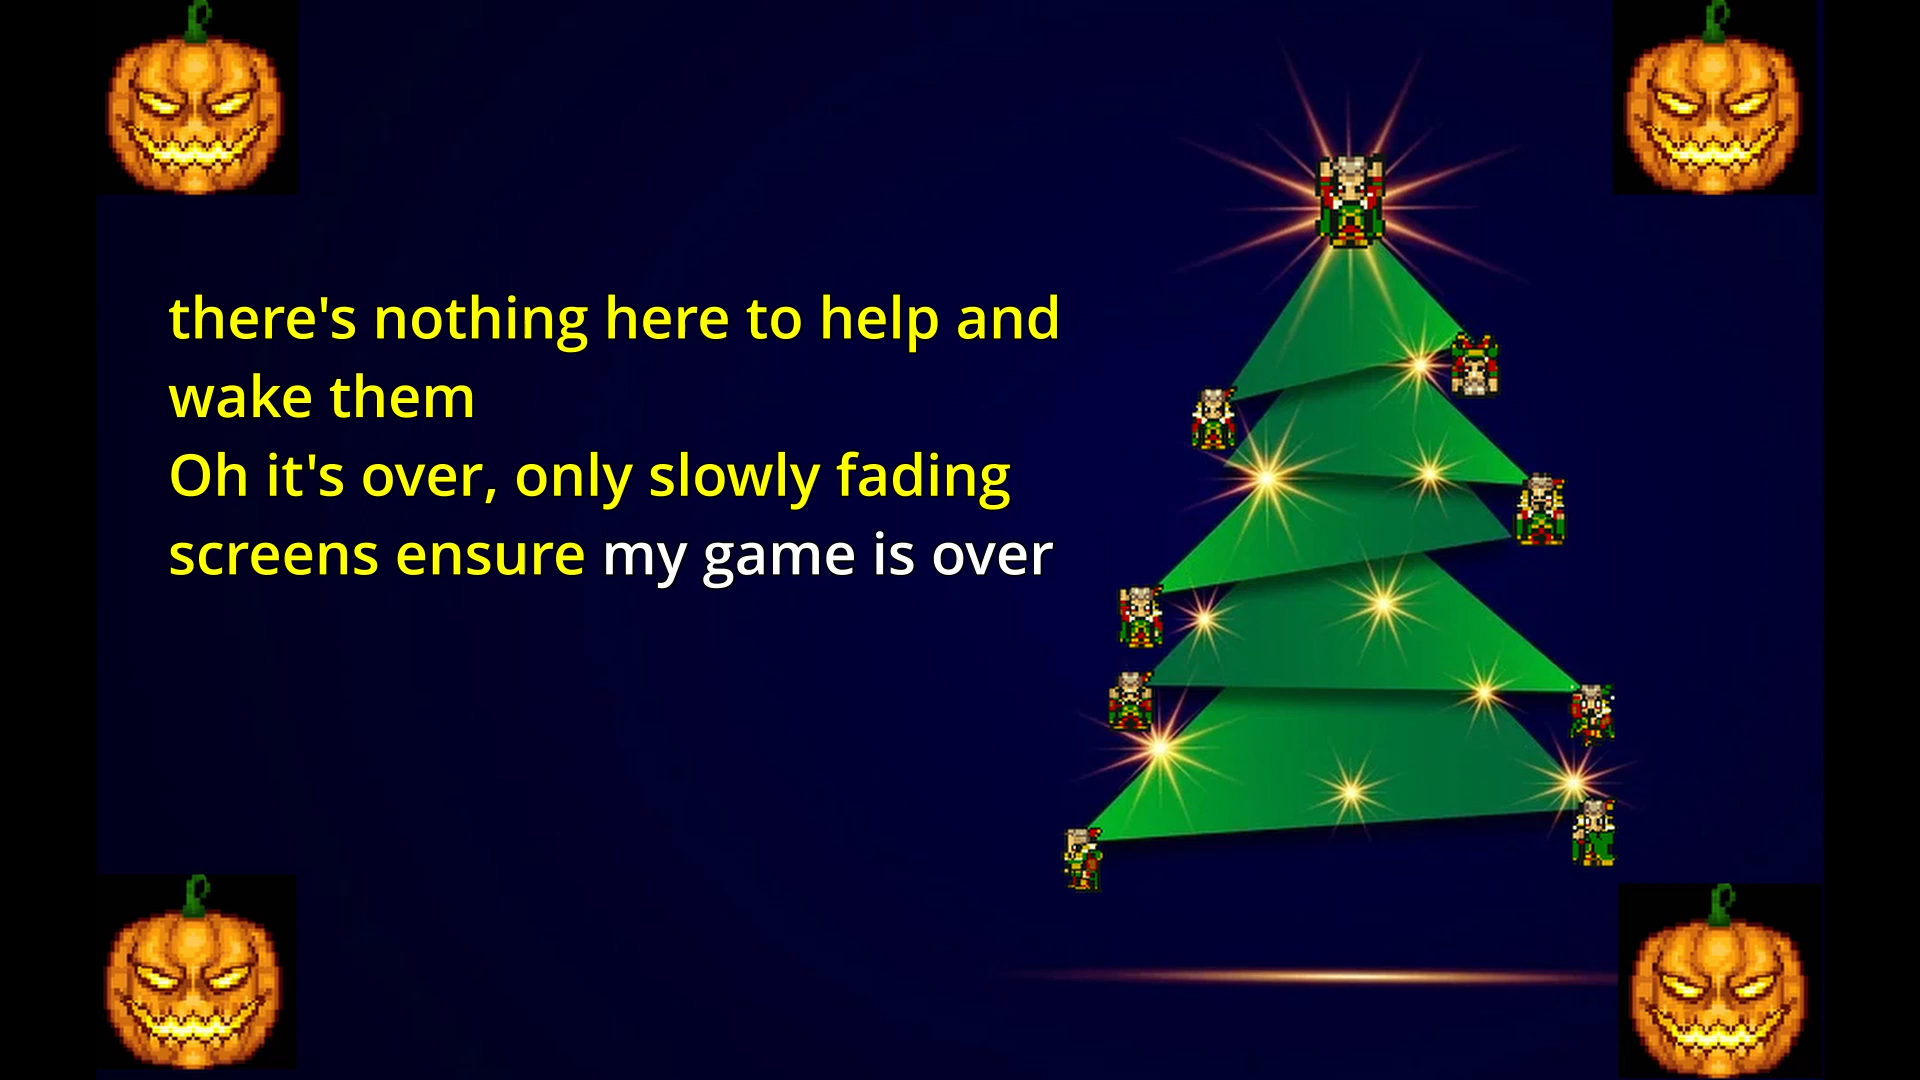 there's nothing here to help and
wake them
Oh it's over, only slowly fading
screens ensure my game is over